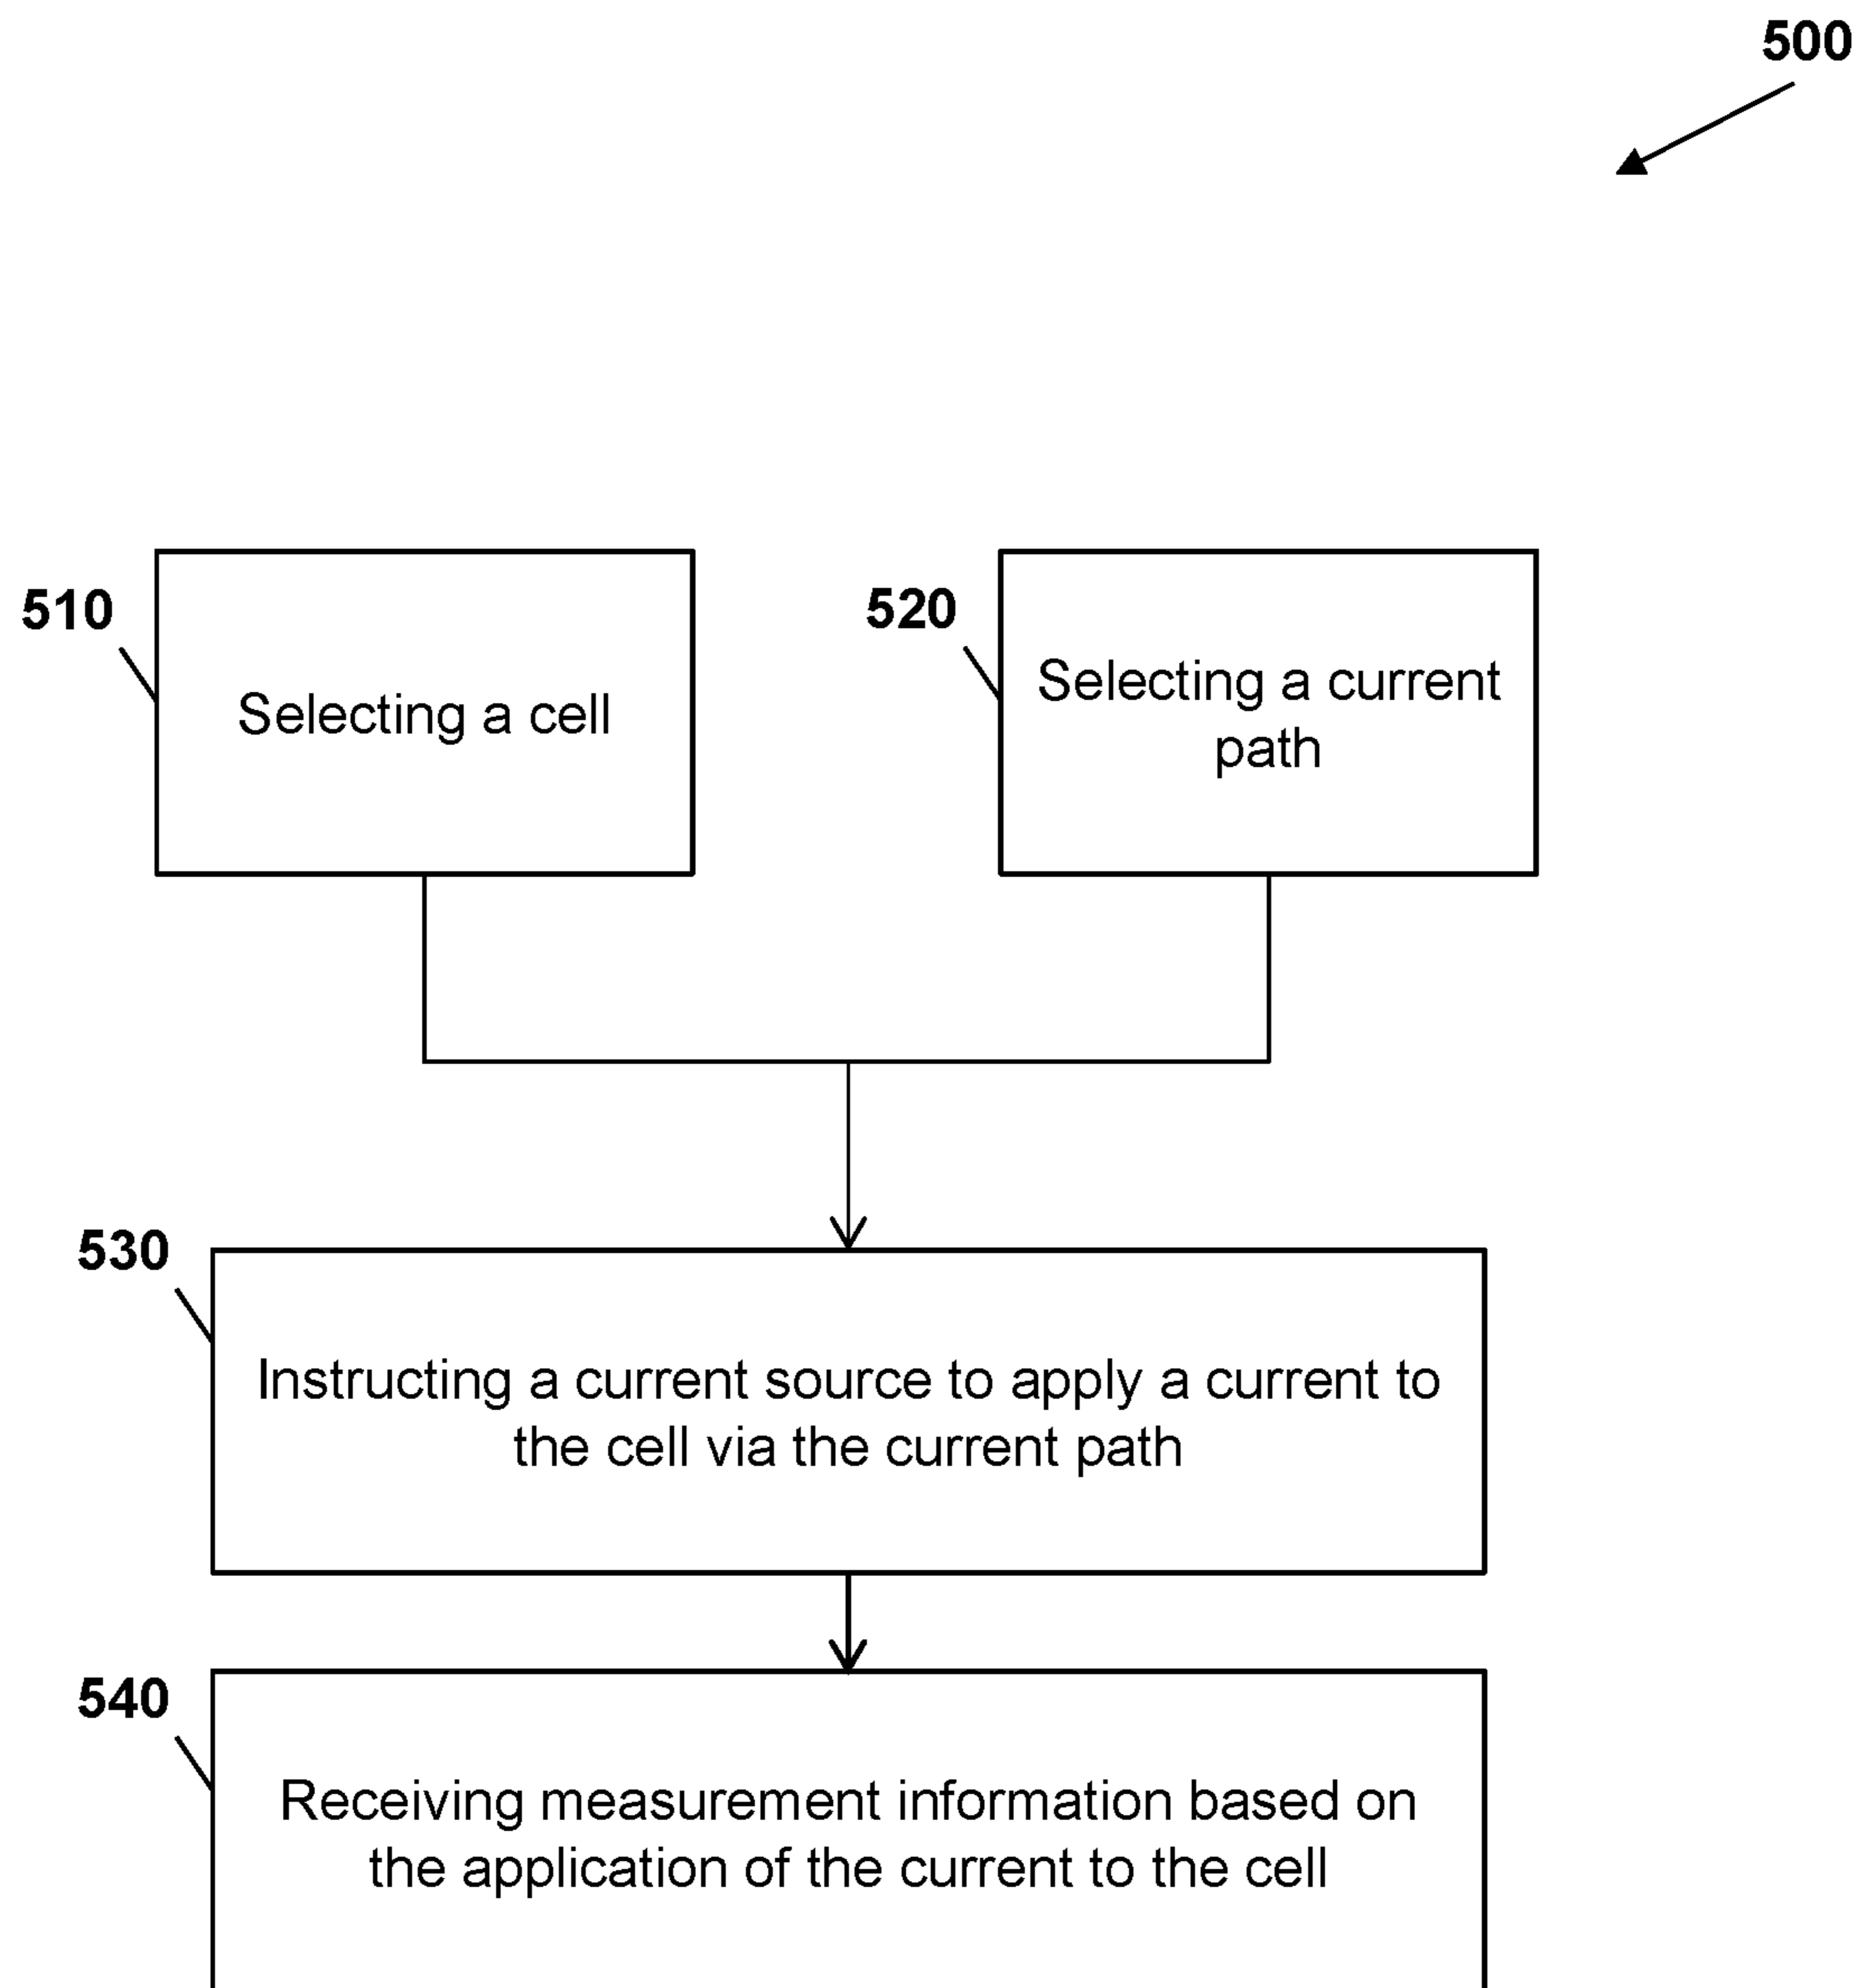 500
510
Selecting a cell
520
Selecting a current
path
530
Instructing a current source to apply a current to
the cell via the current path
540
Receiving measurement information based on
the application of the current to the cell